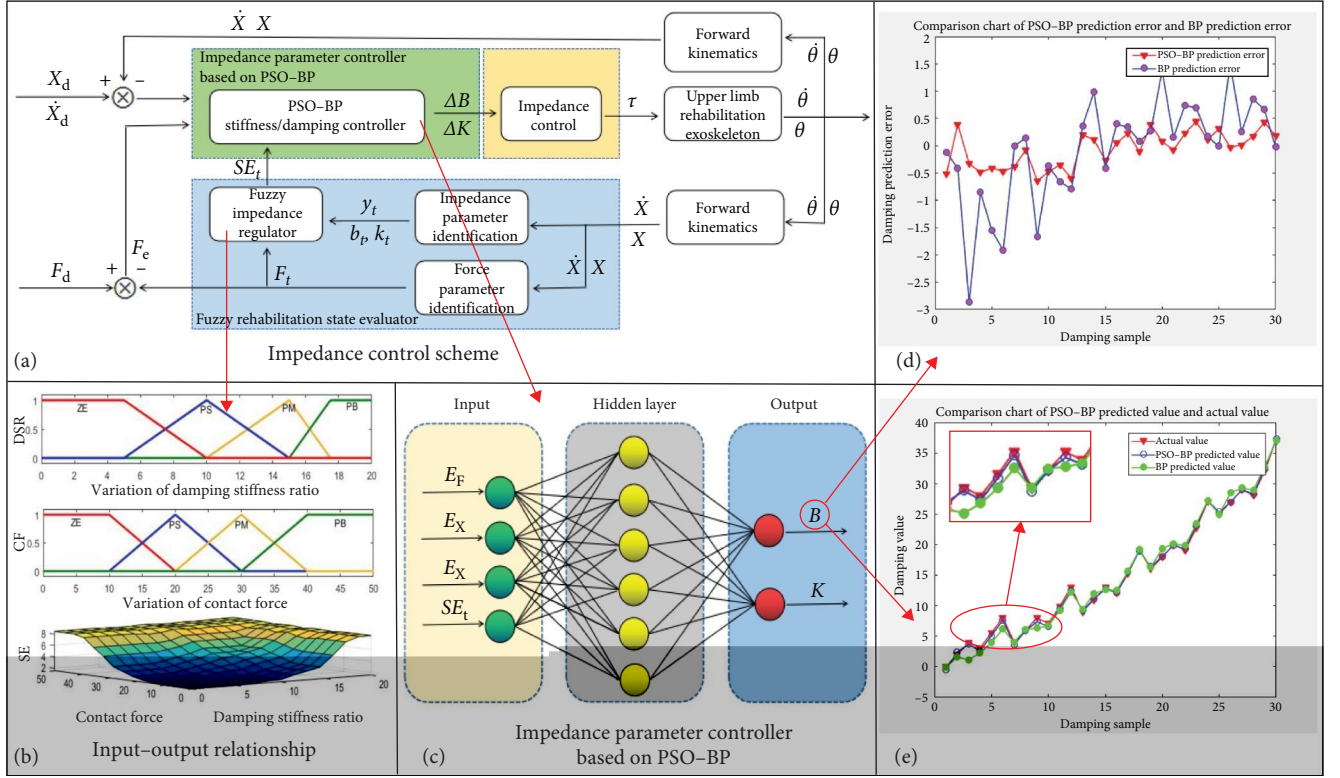 Ẋ X
Forward
kinematics
θ̇ θ
Impedance parameter controller
based on PSO–BP
X_d
Ẋ_d
+
−
PSO–BP
stiffness/damping controller
ΔB
ΔK
Impedance
control
τ
Upper limb
rehabilitation
exoskeleton
θ̇
θ
SE_t
Fuzzy
impedance
regulator
y_t
b_t, k_t
Impedance
parameter
identification
Ẋ
X
Forward
kinematics
θ̇ θ
F_e
F_d
+
−
F_t
Force
parameter
identification
Ẋ X
Fuzzy rehabilitation state evaluator
(a)
Impedance control scheme
DSR
1
0.5
0
ZE
PS
PM
PB
0 2 4 6 8 10 12 14 16 18 20
Variation of damping stiffness ratio
CF
1
0.5
0
ZE
PS
PM
PB
0 5 10 15 20 25 30 35 40 45 50
Variation of contact force
SE
8
6
4
2
50 40 30 20 10 0
0 5 10 15 20
Contact force
Damping stiffness ratio
(b)
Input–output relationship
Input
Hidden layer
Output
E_F
E_X
E_X
SE_t
B
K
(c)
Impedance parameter controller
based on PSO–BP
Comparison chart of PSO–BP prediction error and BP prediction error
PSO–BP prediction error
BP prediction error
Damping prediction error
2
1.5
1
0.5
0
−0.5
−1
−1.5
−2
−2.5
−3
0 5 10 15 20 25 30
Damping sample
(d)
Comparison chart of PSO–BP predicted value and actual value
Actual value
PSO–BP predicted value
BP predicted value
Damping value
40
35
30
25
20
15
10
5
0
−5
0 5 10 15 20 25 30
Damping sample
(e)